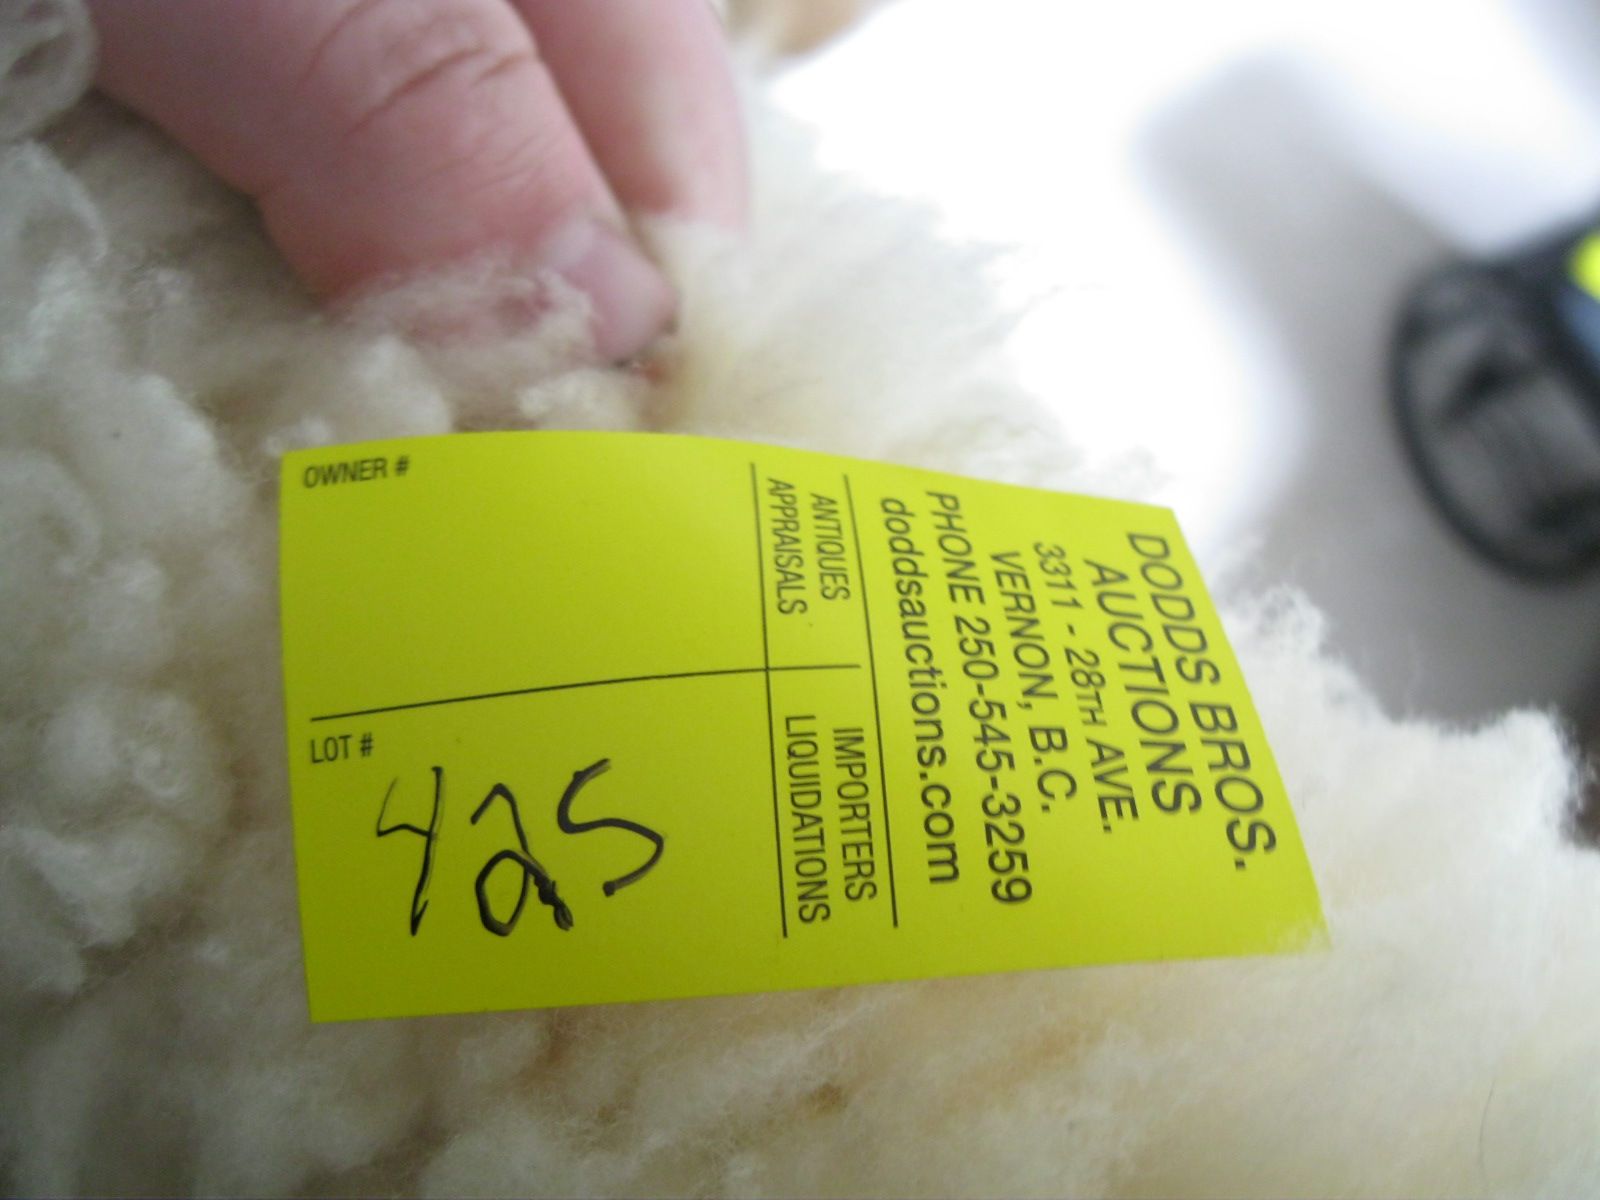 DODDS BROS.
AUCTIONS
3311 - 28TH AVE.
VERNON, B.C.
PHONE 250-545-3259
doddsauctions.com
ANTIQUES
APPRAISALS
IMPORTERS
LIQUIDATIONS
OWNER #
LOT #
425